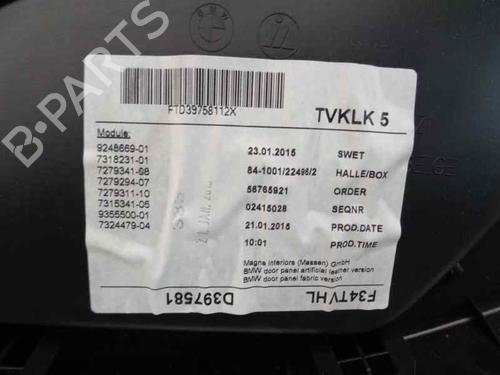 FTD39758112X
TVKLK 5
Module:
9248669-01
7318231-01
7279341-98
7279294-07
7279311-10
7315341-05
9355500-01
7324479-04
23.01.2015 SWET
84-1001/22496/2 HALLE/BOX
56765921 ORDER
02415028 SEQNR
21.01.2015 PROD.DATE
10:01 PROD.TIME
Magna Interiors (Massen) GmbH
BMW door panel artificial leather version
BMW door panel fabric version
D397581
F34TVHL